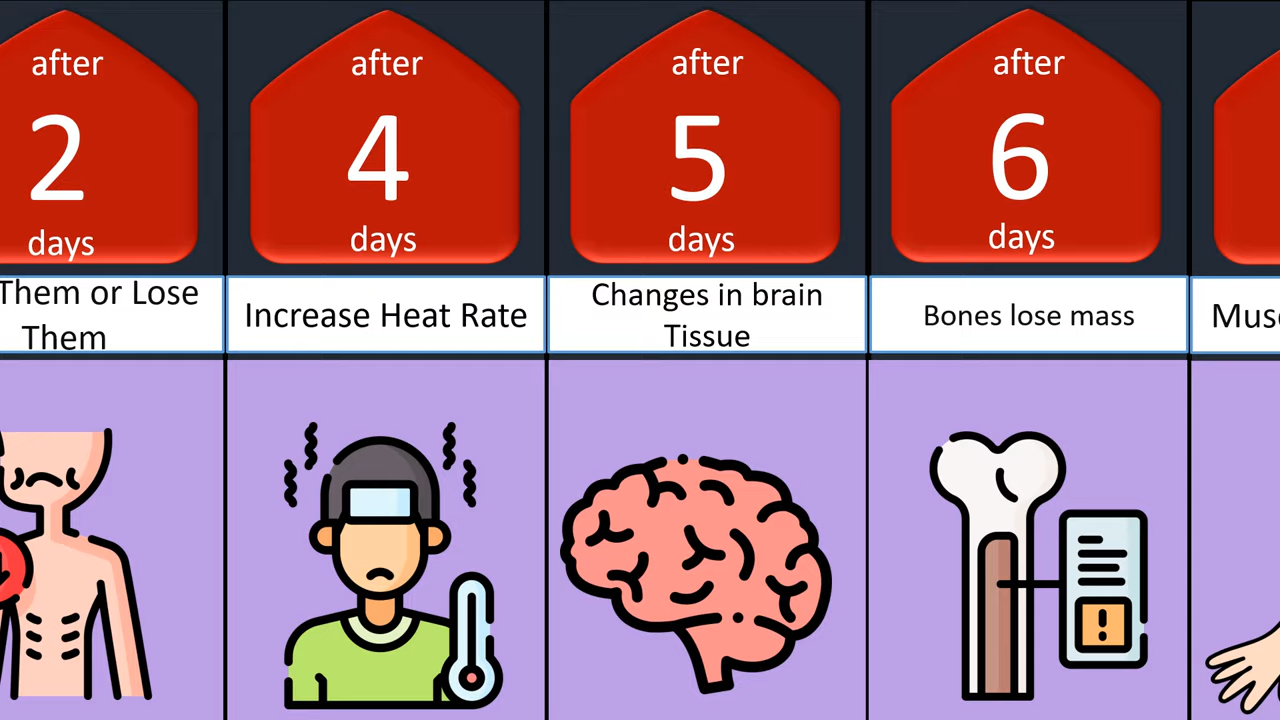 after
2
days
Them or Lose
Them
after
4
days
Increase Heat Rate
after
5
days
Changes in brain
Tissue
after
6
days
Bones lose mass